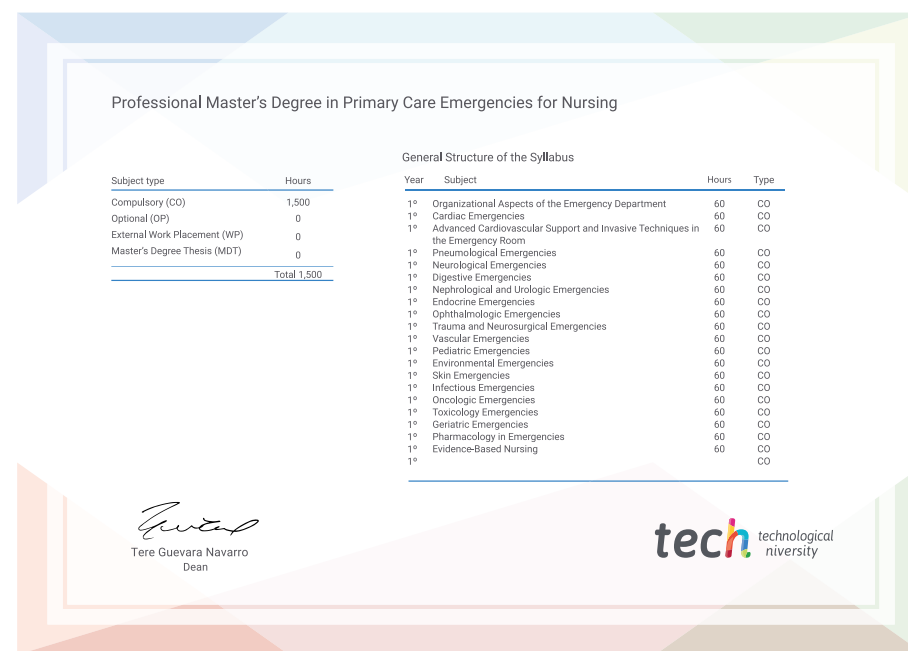 Professional Master's Degree in Primary Care Emergencies for Nursing
Subject type Hours
Compulsory (CO) 1,500
Optional (OP) 0
External Work Placement (WP) 0
Master's Degree Thesis (MDT) 0
Total 1,500
General Structure of the Syllabus
Year Subject Hours Type
1º Organizational Aspects of the Emergency Department 60 CO
1º Cardiac Emergencies 60 CO
1º Advanced Cardiovascular Support and Invasive Techniques in 60 CO
the Emergency Room
1º Pneumological Emergencies 60 CO
1º Neurological Emergencies 60 CO
1º Digestive Emergencies 60 CO
1º Nephrological and Urologic Emergencies 60 CO
1º Endocrine Emergencies 60 CO
1º Ophthalmologic Emergencies 60 CO
1º Trauma and Neurosurgical Emergencies 60 CO
1º Vascular Emergencies 60 CO
1º Pediatric Emergencies 60 CO
1º Environmental Emergencies 60 CO
1º Skin Emergencies 60 CO
1º Infectious Emergencies 60 CO
1º Oncologic Emergencies 60 CO
1º Toxicology Emergencies 60 CO
1º Geriatric Emergencies 60 CO
1º Pharmacology in Emergencies 60 CO
1º Evidence-Based Nursing 60 CO
1º CO
Tere Guevara Navarro
Dean
tech technological
niversity